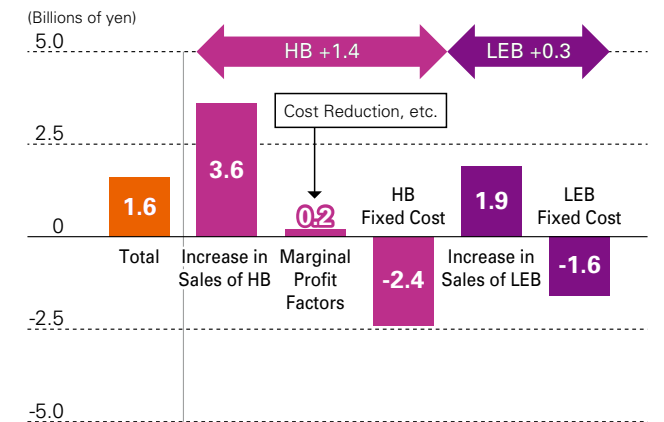 (Billions of yen)
5.0
HB +1.4
LEB +0.3
Cost Reduction, etc.
2.5
3.6
0.2
HB
Fixed Cost
1.9
LEB
Fixed Cost
1.6
0
Total
Increase in
Sales of HB
Marginal
Profit
Factors
-2.4
Increase in
Sales of LEB
-1.6
-2.5
-5.0